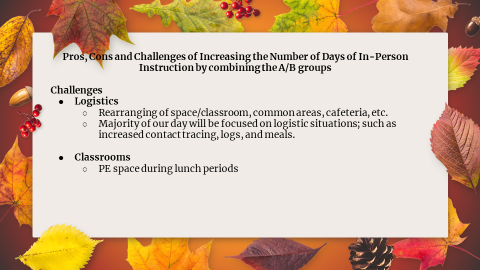 Pros, Cons and Challenges of Increasing the Number of Days of In-Person
Instruction by combining the A/B groups
Challenges
● Logistics
○ Rearranging of space/classroom, common areas, cafeteria, etc.
○ Majority of our day will be focused on logistic situations; such as
increased contact tracing, logs, and meals.
● Classrooms
○ PE space during lunch periods